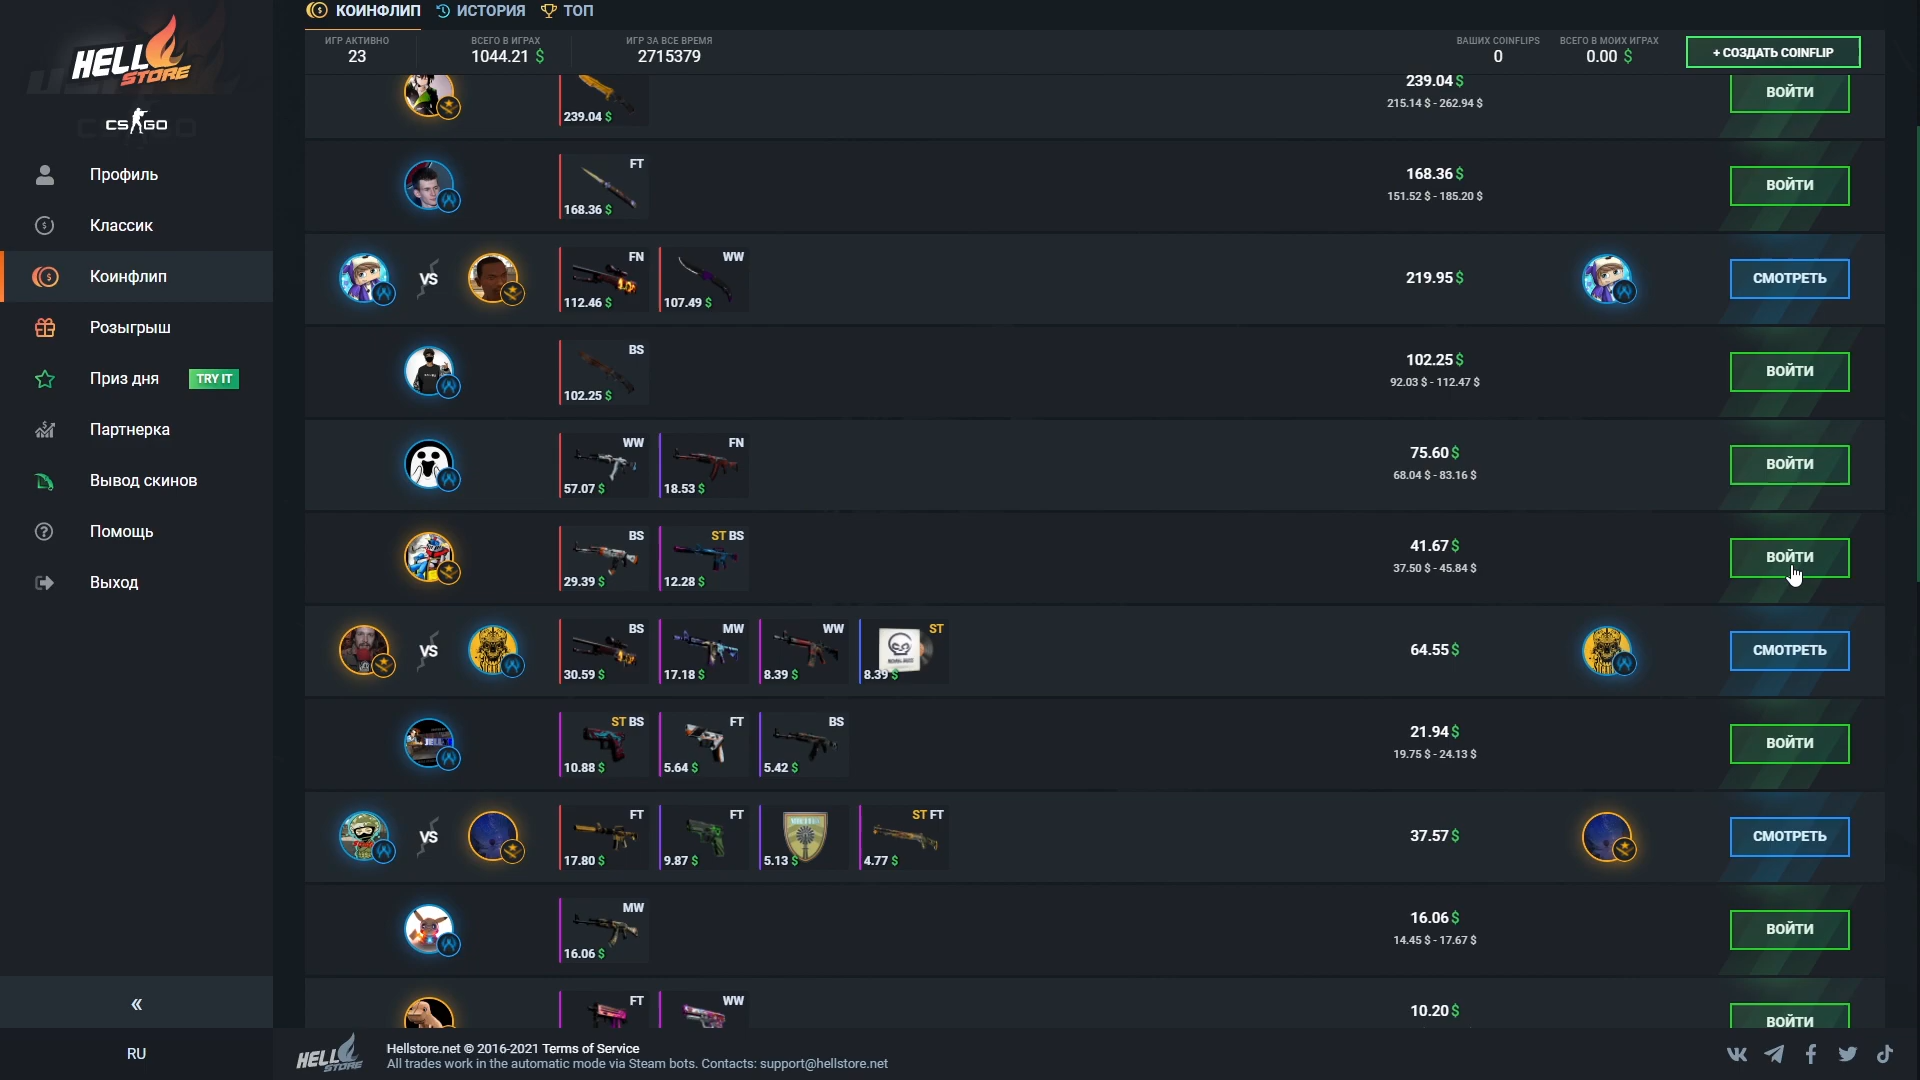 HELL
STORE
CS GO
Профиль
Классик
Коинфлип
Розыгрыш
Приз дня TRY IT
Партнерка
Вывод скинов
Помощь
Выход
«
RU
КОИНФЛИП ИСТОРИЯ ТОП
ИГР АКТИВНО
23
ВСЕГО В ИГРАХ
1044.21 $
ИГР ЗА ВСЕ ВРЕМЯ
2715379
ВАШИХ COINFLIPS
0
ВСЕГО В МОИХ ИГРАХ
0.00 $
+ СОЗДАТЬ COINFLIP
239.04 $
239.04 $
215.14 $ - 262.94 $
ВОЙТИ
FT
168.36 $
168.36 $
151.52 $ - 185.20 $
ВОЙТИ
VS
FN
112.46 $
WW
107.49 $
219.95 $
СМОТРЕТЬ
BS
102.25 $
102.25 $
92.03 $ - 112.47 $
ВОЙТИ
WW
57.07 $
FN
18.53 $
75.60 $
68.04 $ - 83.16 $
ВОЙТИ
BS
29.39 $
ST BS
12.28 $
41.67 $
37.50 $ - 45.84 $
ВОЙТИ
VS
BS
30.59 $
MW
17.18 $
WW
8.39 $
ST
8.39 $
64.55 $
СМОТРЕТЬ
ST BS
10.88 $
FT
5.64 $
BS
5.42 $
21.94 $
19.75 $ - 24.13 $
ВОЙТИ
VS
FT
17.80 $
FT
9.87 $
5.13 $
ST FT
4.77 $
37.57 $
СМОТРЕТЬ
MW
16.06 $
16.06 $
14.45 $ - 17.67 $
ВОЙТИ
FT
WW
10.20 $
ВОЙТИ
HELL
STORE
Hellstore.net © 2016-2021 Terms of Service
All trades work in the automatic mode via Steam bots. Contacts: support@hellstore.net